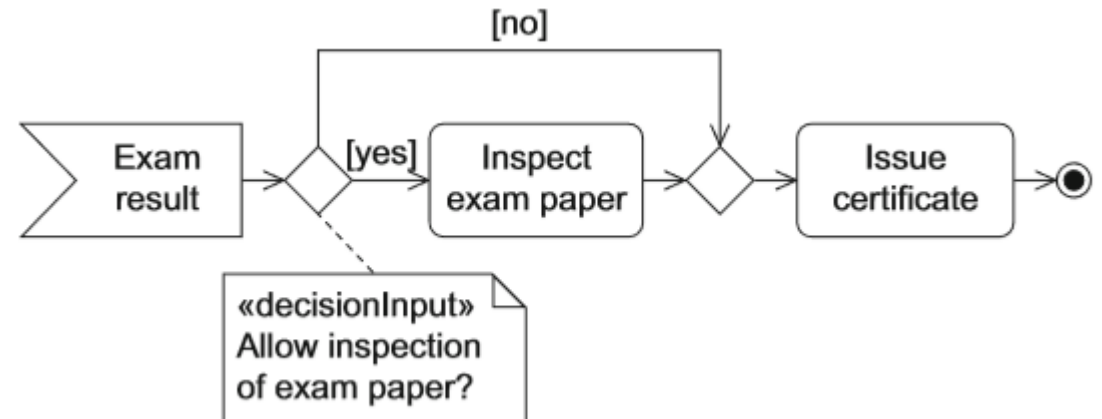 [no]
Exam
result
[yes]
Inspect
exam paper
Issue
certificate
«decisionInput»
Allow inspection
of exam paper?